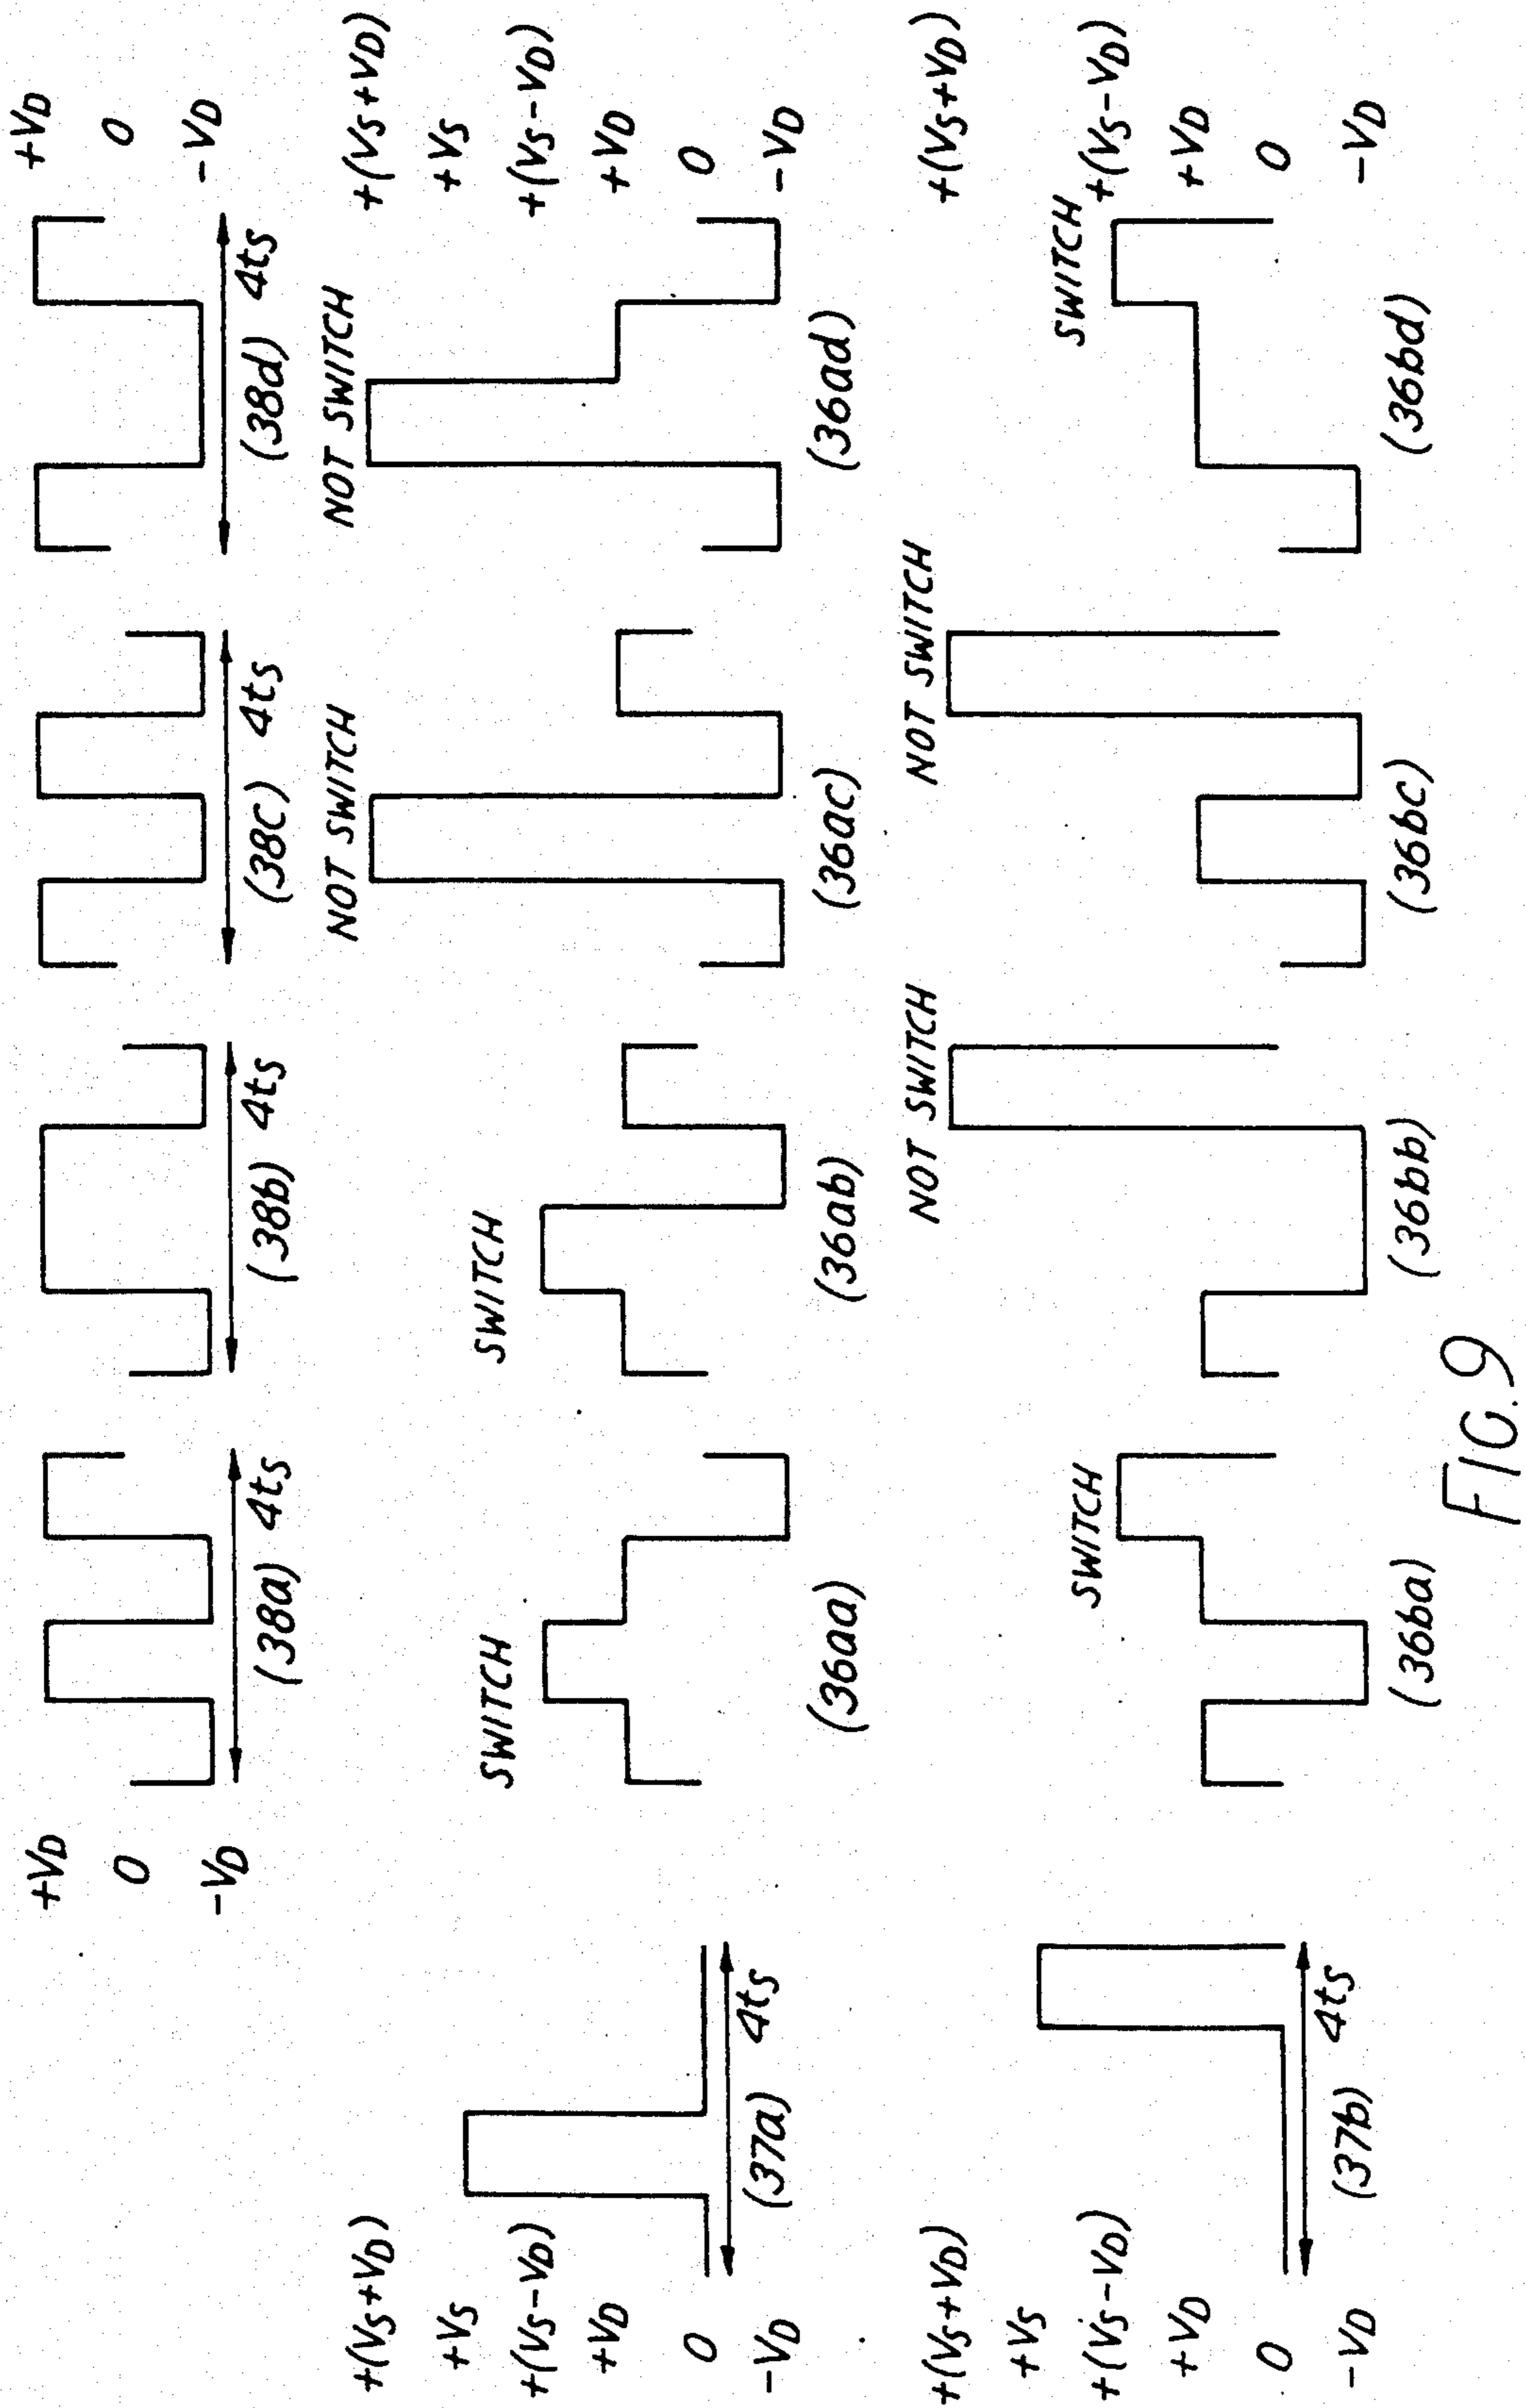 +VD
0
-VD
+VD
0
-VD
4ts
(38a)
4ts
(38b)
4ts
(38c)
4ts
(38d)
+(VS+VD)
+VS
+(VS-VD)
+VD
0
-VD
4ts
(37a)
SWITCH
(36aa)
SWITCH
(36ab)
NOT SWITCH
(36ac)
NOT SWITCH
(36ad)
+(VS+VD)
+VS
+(VS-VD)
+VD
0
-VD
+(VS+VD)
+VS
+(VS-VD)
+VD
0
-VD
4ts
(37b)
SWITCH
(36ba)
NOT SWITCH
(36bb)
NOT SWITCH
(36bc)
SWITCH
(36bd)
+(VS+VD)
+(VS-VD)
+VD
0
-VD
FIG. 9